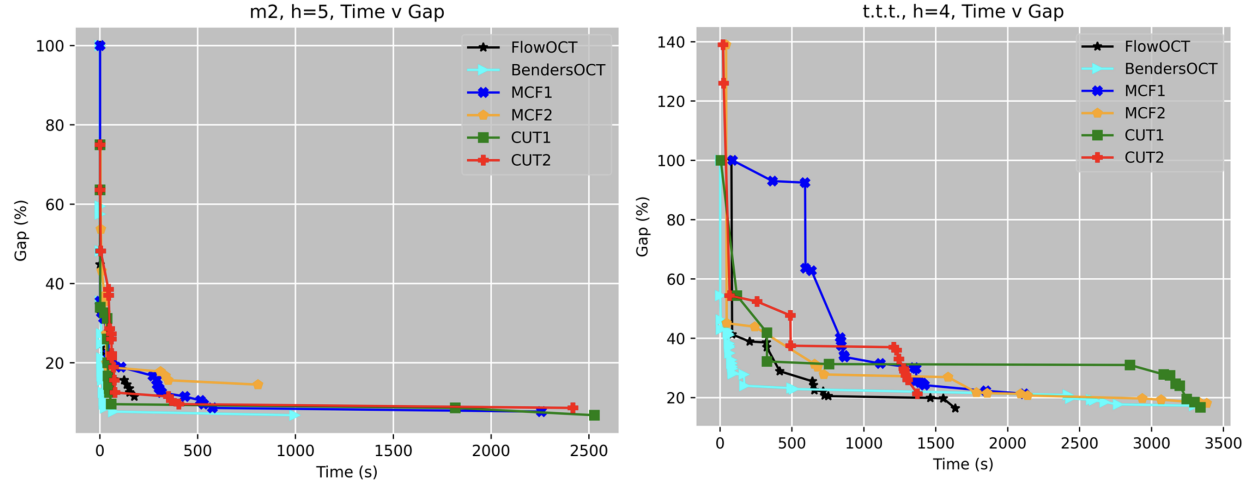 m2, h=5, Time v Gap
100
80
60
40
20
Gap (%)
0
500
1000
1500
2000
2500
Time (s)
FlowOCT
BendersOCT
MCF1
MCF2
CUT1
CUT2
t.t.t., h=4, Time v Gap
140
120
100
80
60
40
20
Gap (%)
0
500
1000
1500
2000
2500
3000
3500
Time (s)
FlowOCT
BendersOCT
MCF1
MCF2
CUT1
CUT2